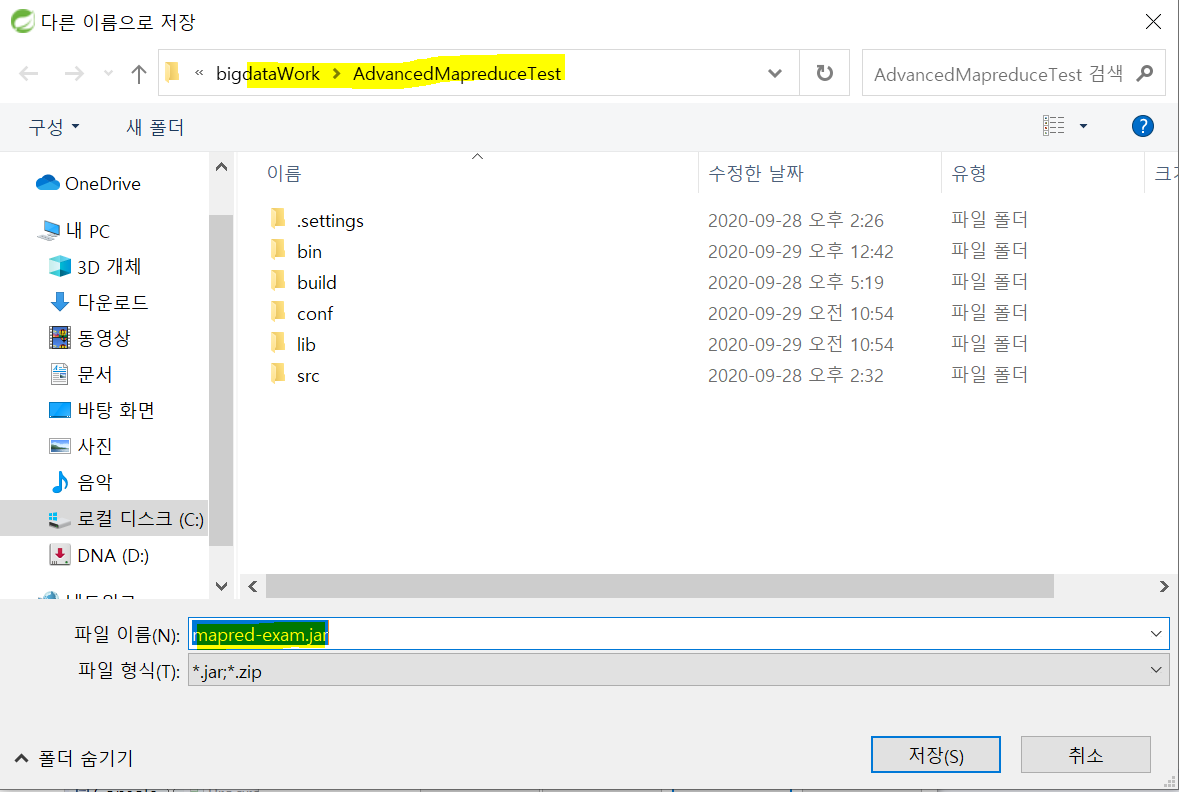 다른 이름으로 저장
« bigdataWork > AdvancedMapreduceTest
AdvancedMapreduceTest 검색
구성 새 폴더
OneDrive
내 PC
3D 개체
다운로드
동영상
문서
바탕 화면
사진
음악
로컬 디스크 (C:)
DNA (D:)
이름 수정한 날짜 유형
.settings 2020-09-28 오후 2:26 파일 폴더
bin 2020-09-29 오후 12:42 파일 폴더
build 2020-09-28 오후 5:19 파일 폴더
conf 2020-09-29 오전 10:54 파일 폴더
lib 2020-09-29 오전 10:54 파일 폴더
src 2020-09-28 오후 2:32 파일 폴더
파일 이름(N): mapred-exam.jar
파일 형식(T): *.jar;*.zip
폴더 숨기기
저장(S) 취소